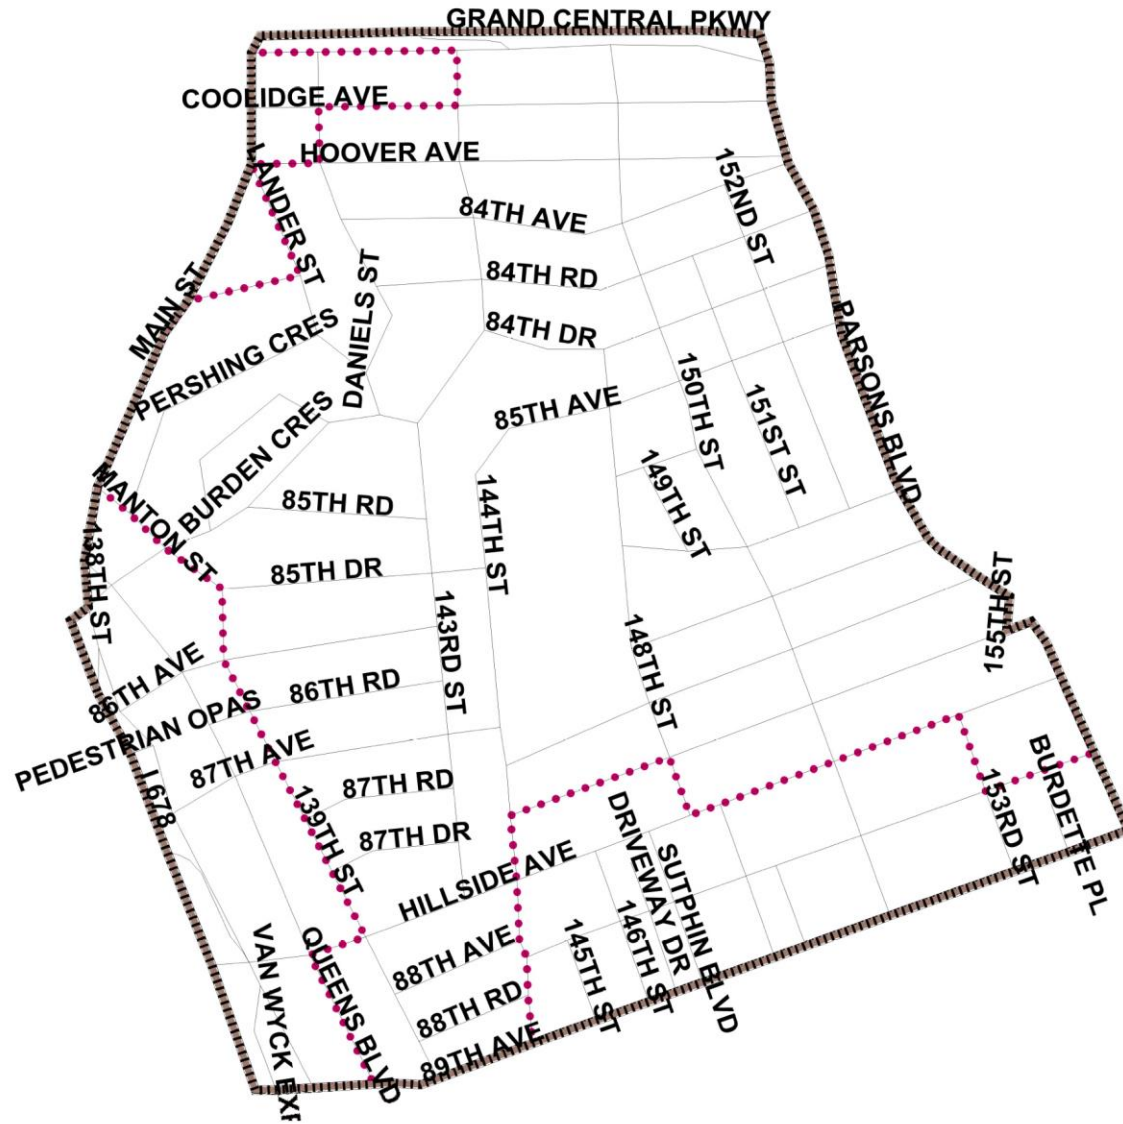 GRAND CENTRAL PKWY
COOLIDGE AVE
HOOVER AVE
LANDER ST
152ND ST
84TH AVE
84TH RD
DANIELS ST
MAIN ST
84TH DR
PERSHING CRES
PARSONS BLVD
150TH ST
85TH AVE
151ST ST
BURDEN CRES
149TH ST
MANTON ST
85TH RD
144TH ST
138TH ST
85TH DR
155TH ST
143RD ST
148TH ST
86TH AVE
86TH RD
PEDESTRIAN OPAS
87TH AVE
BURDETTE PL
I 678
87TH RD
139TH ST
153RD ST
DRIVEWAY DR
87TH DR
SUTPHIN BLVD
HILLSIDE AVE
146TH ST
145TH ST
VAN WYCK EXP
QUEENS BLVD
88TH AVE
88TH RD
89TH AVE